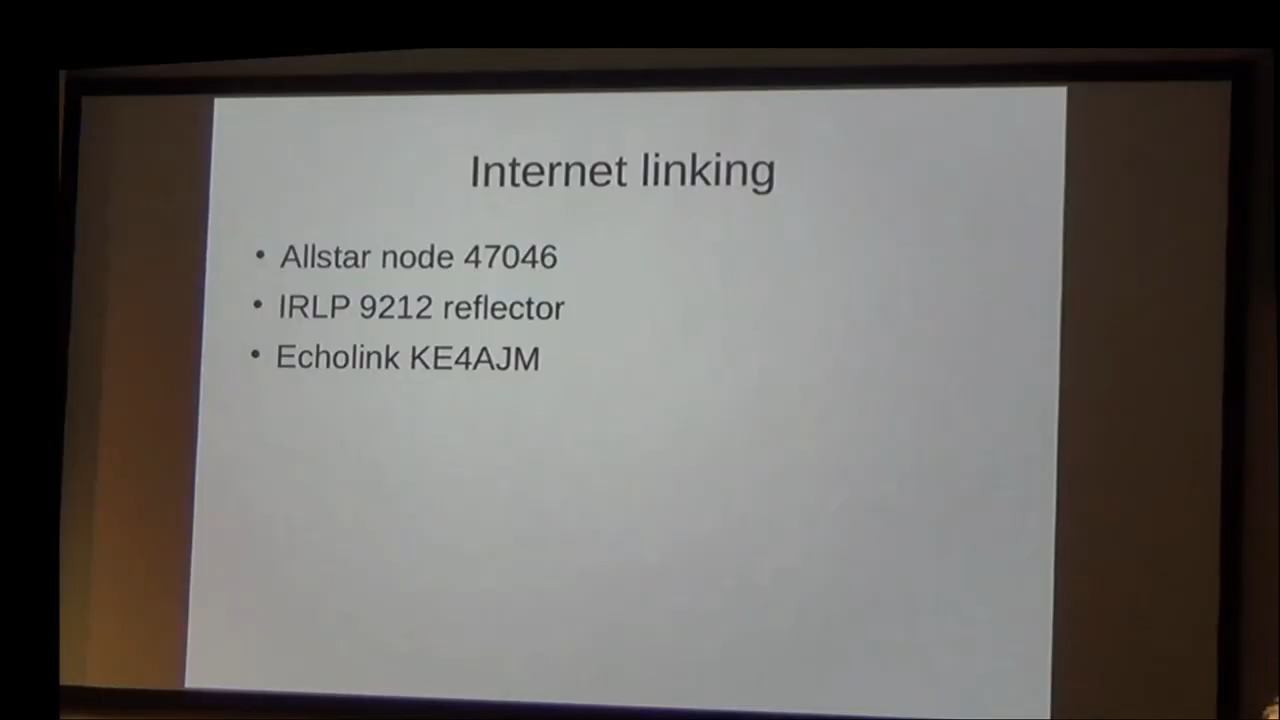 Internet linking
• Allstar node 47046
• IRLP 9212 reflector
• Echolink KE4AJM